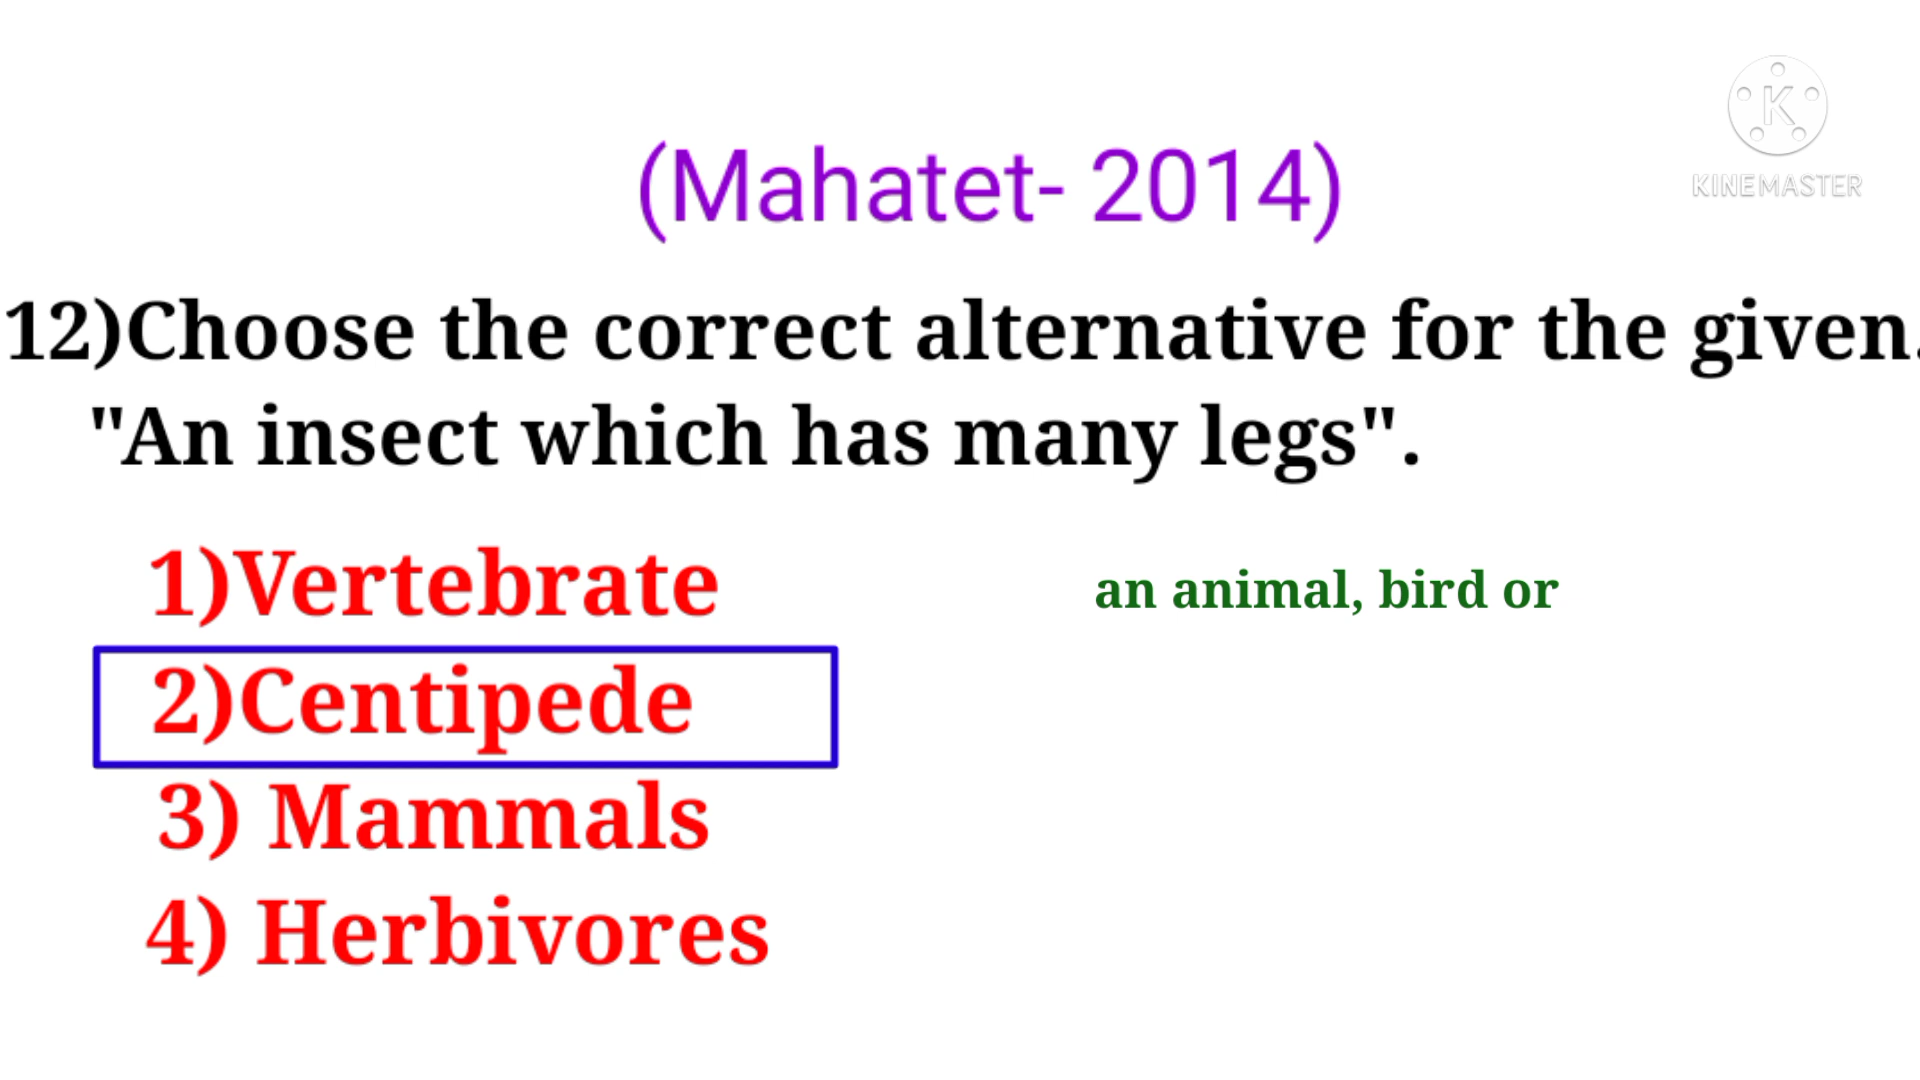 KINEMASTER
(Mahatet- 2014)
12)Choose the correct alternative for the given.
"An insect which has many legs".
1)Vertebrate
an animal, bird or
2)Centipede
3) Mammals
4) Herbivores